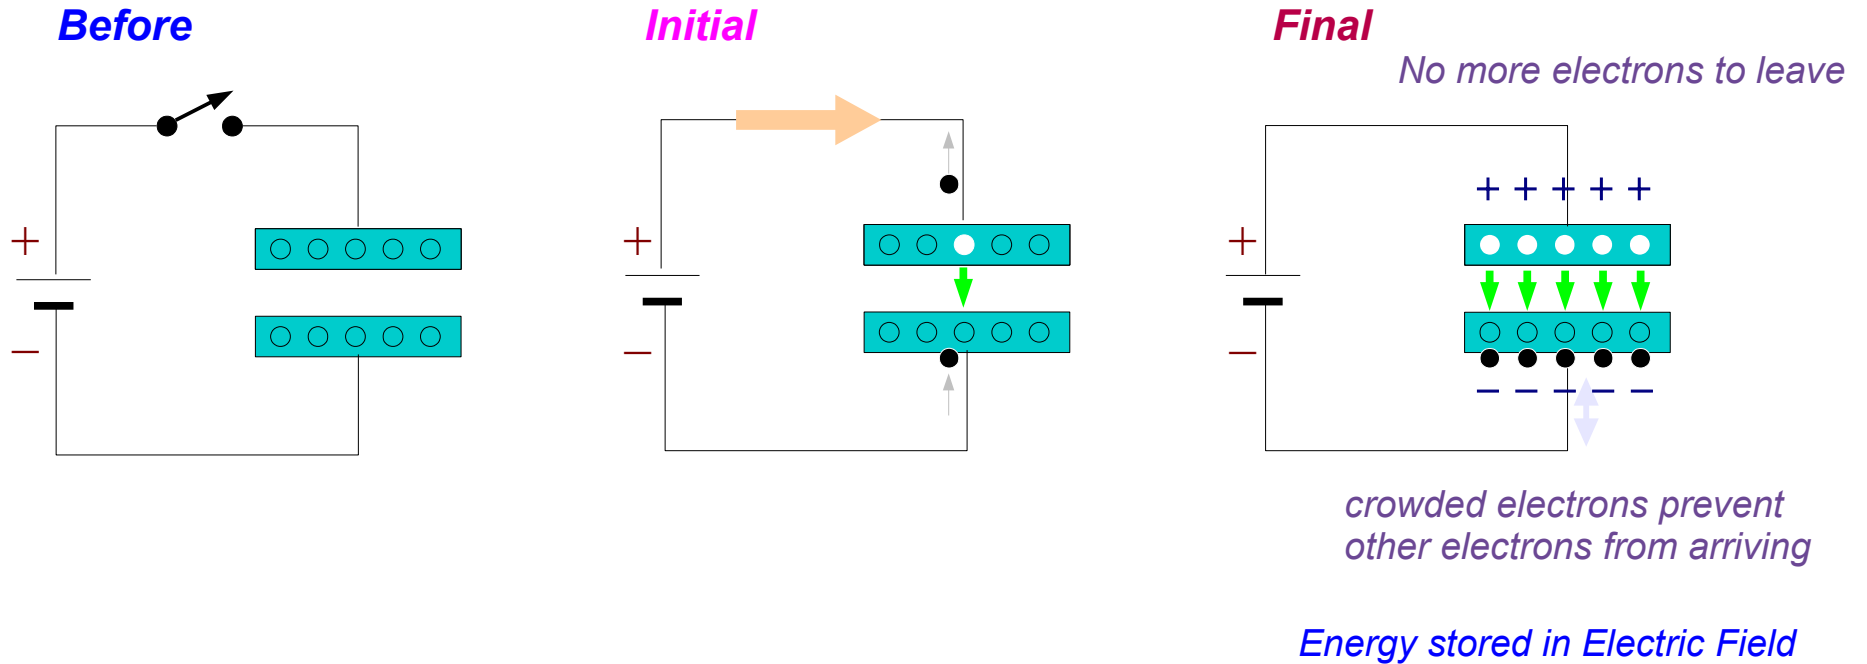 Before
Initial
Final
No more electrons to leave
+
+
+
+ + + + +
−
−
−
− − − − −
crowded electrons prevent
other electrons from arriving
Energy stored in Electric Field